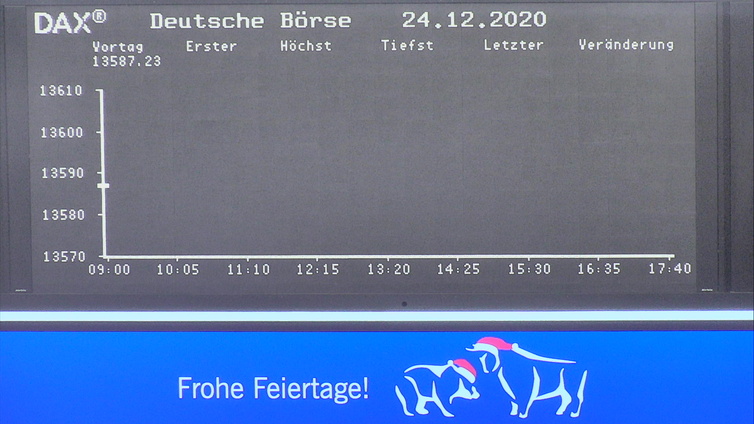 DAX® Deutsche Börse 24.12.2020
Vortag Erster Höchst Tiefst Letzter Veränderung
13587.23
13610
13600
13590
13580
13570
09:00 10:05 11:10 12:15 13:20 14:25 15:30 16:35 17:40
Frohe Feiertage!